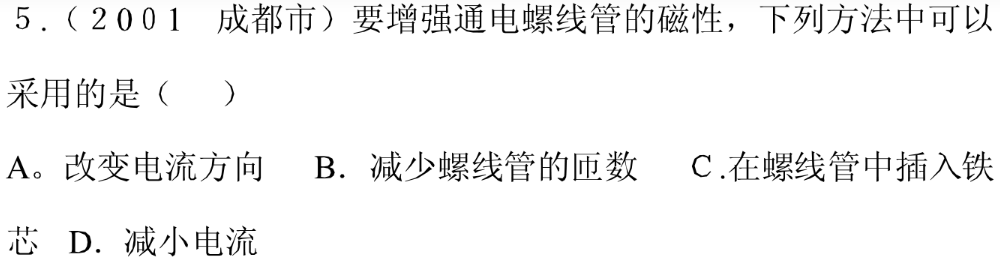 5.（2001 成都市）要增强通电螺线管的磁性，下列方法中可以
采用的是（ ）
A。改变电流方向 B．减少螺线管的匝数 C.在螺线管中插入铁
芯 D．减小电流